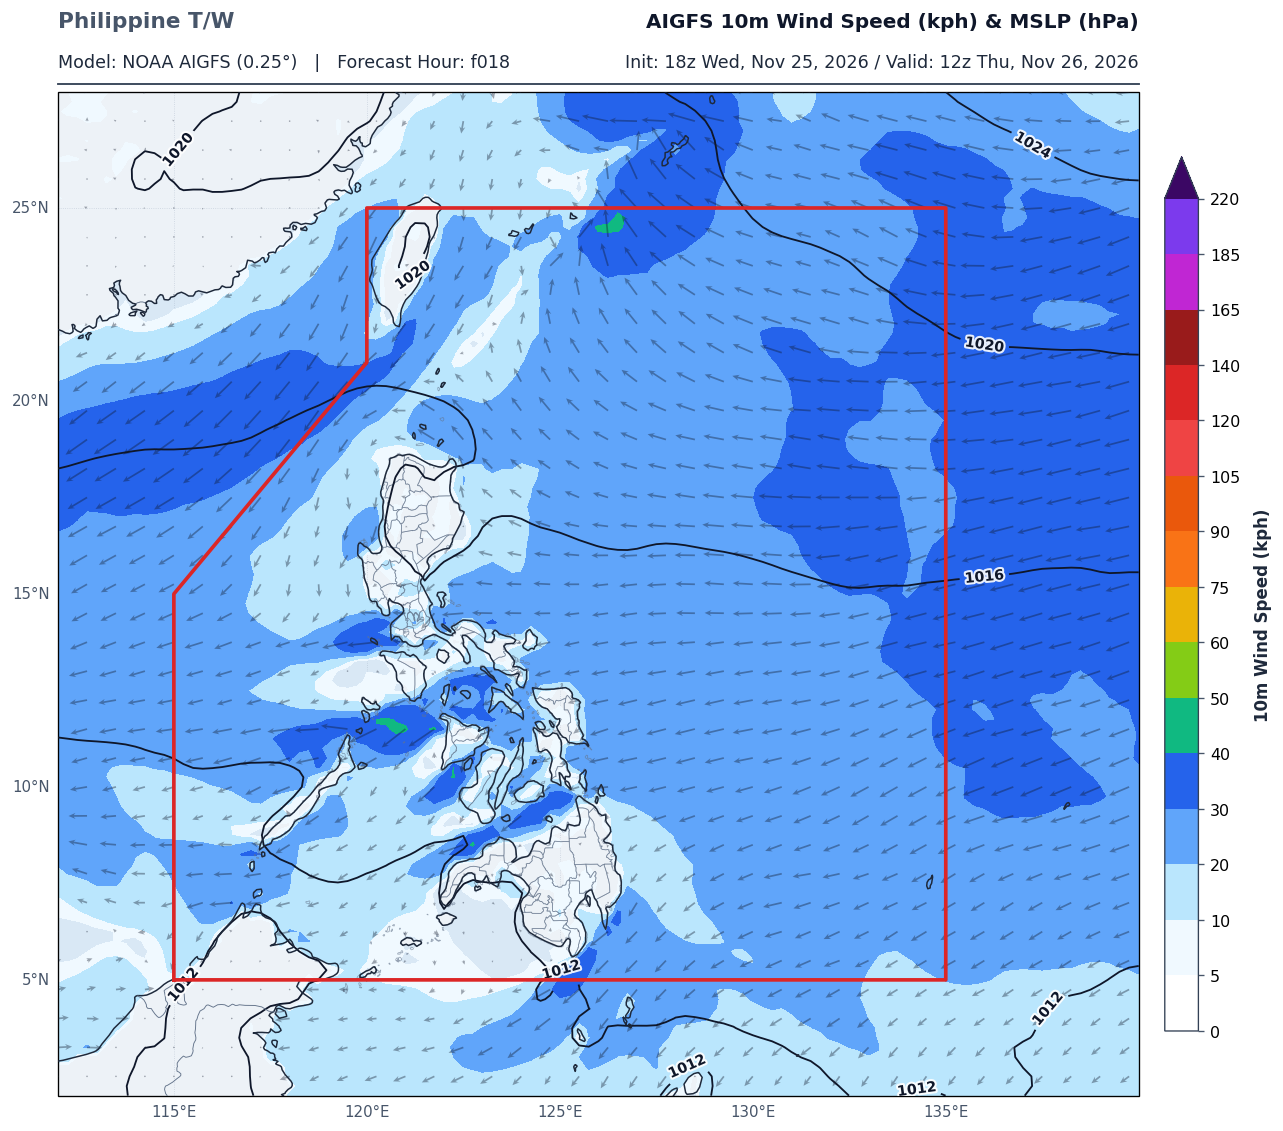 Philippine T/W
AIGFS 10m Wind Speed (kph) & MSLP (hPa)
Model: NOAA AIGFS (0.25°)   |   Forecast Hour: f018
Init: 18z Wed, Nov 25, 2026 / Valid: 12z Thu, Nov 26, 2026
1020
1024
25°N
1020
1020
20°N
1016
15°N
10°N
1012
1012
5°N
1012
1012
1012
115°E
120°E
125°E
130°E
135°E
220
185
165
140
120
105
90
75
60
50
40
30
20
10
5
0
10m Wind Speed (kph)